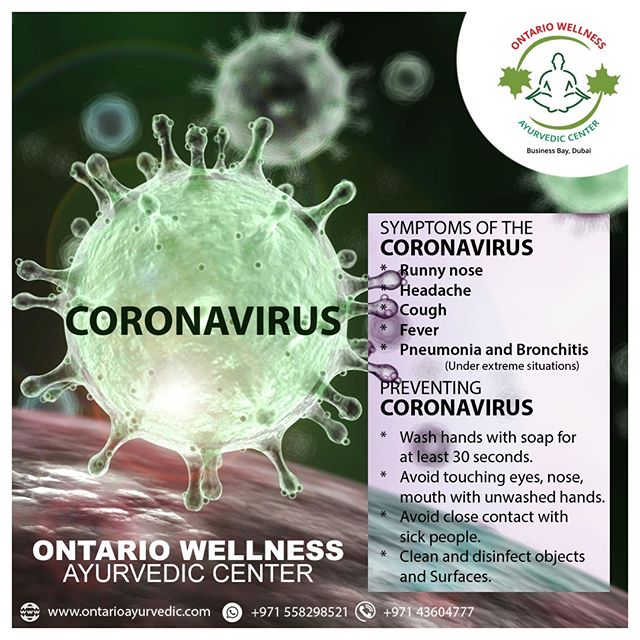 ONTARIO WELLNESS
AYURVEDIC CENTER
Business Bay, Dubai
CORONAVIRUS
SYMPTOMS OF THE
CORONAVIRUS
* Runny nose
* Headache
* Cough
* Fever
* Pneumonia and Bronchitis
(Under extreme situations)
PREVENTING
CORONAVIRUS
* Wash hands with soap for
at least 30 seconds.
* Avoid touching eyes, nose,
mouth with unwashed hands.
* Avoid close contact with
sick people.
* Clean and disinfect objects
and Surfaces.
ONTARIO WELLNESS
AYURVEDIC CENTER
www.ontarioayurvedic.com +971 558298521 +971 43604777